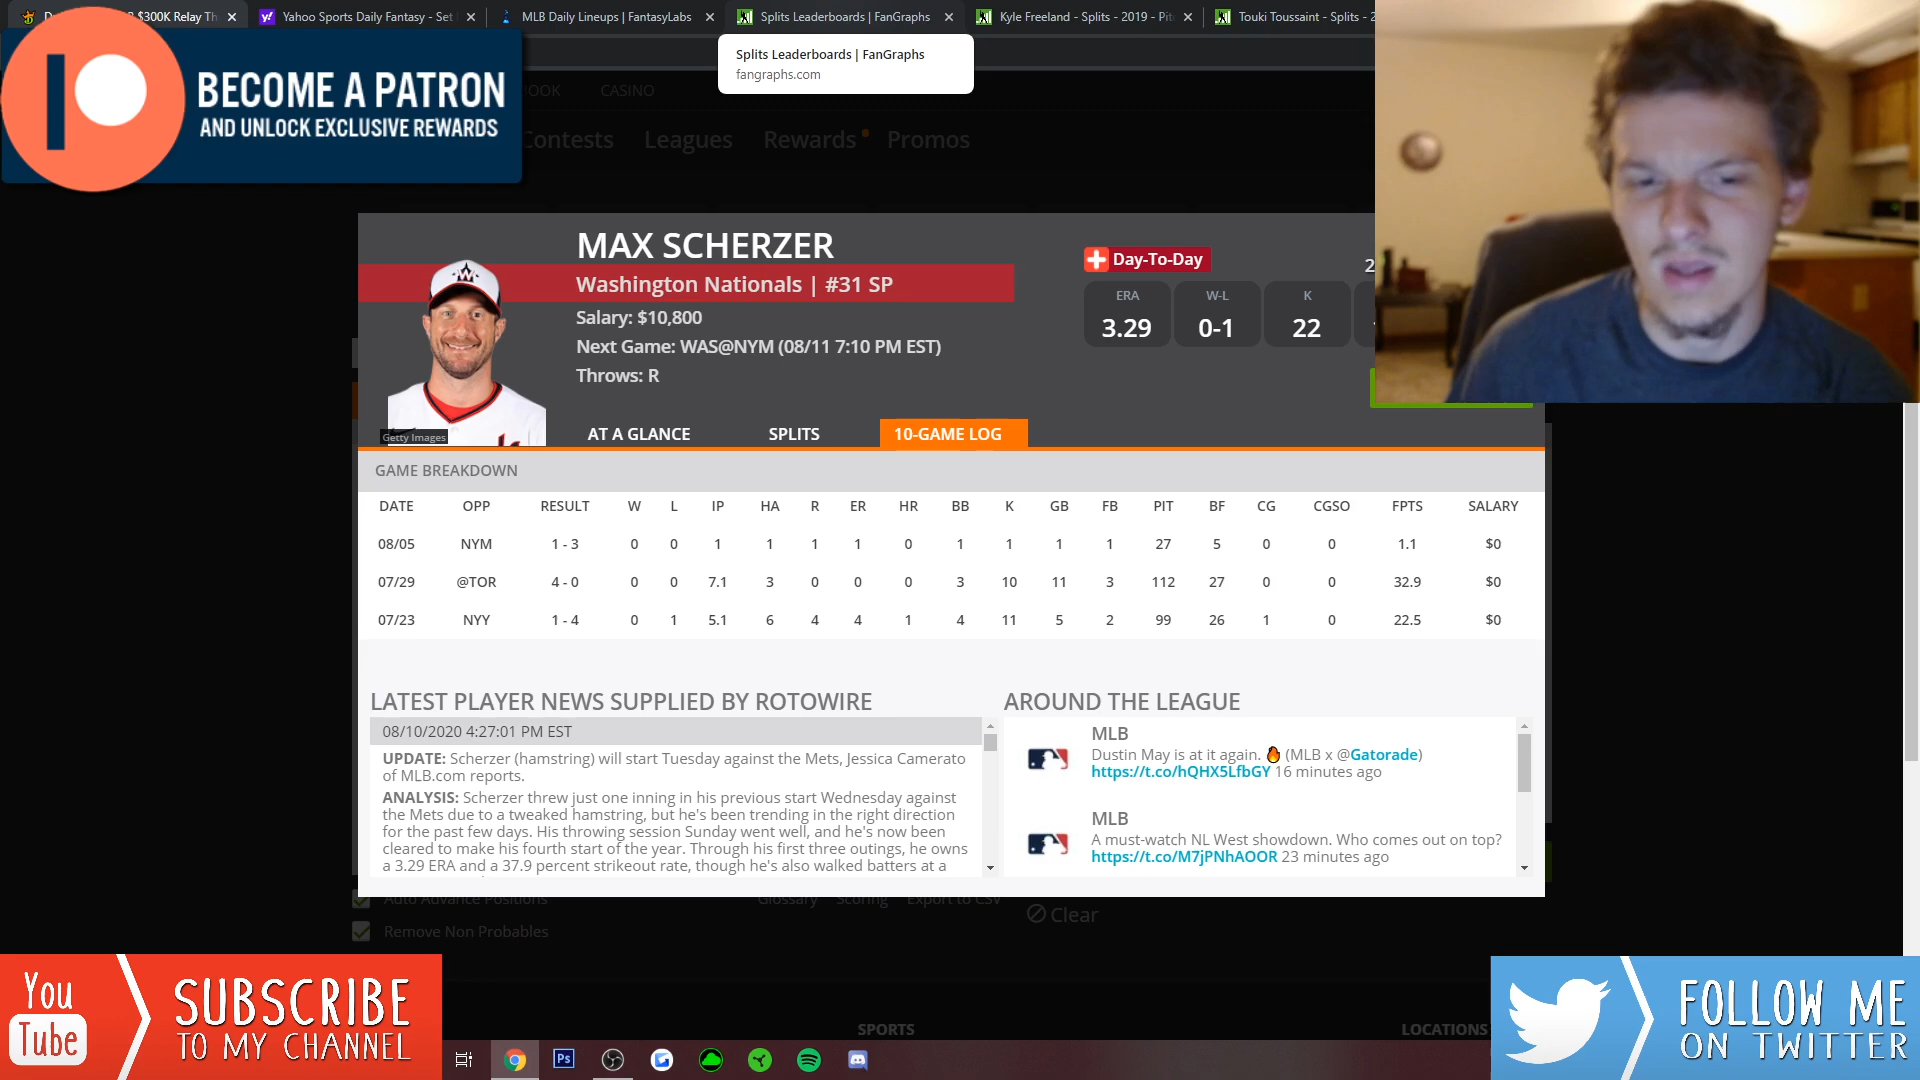 $300K Relay Th
Yahoo Sports Daily Fantasy - Set
MLB Daily Lineups | FantasyLabs
Splits Leaderboards | FanGraphs
Kyle Freeland - Splits - 2019 - Pit
Touki Toussaint - Splits - 2
Splits Leaderboards | FanGraphs
fangraphs.com
BECOME A PATRON
AND UNLOCK EXCLUSIVE REWARDS
OOK
CASINO
Contests
Leagues
Rewards
Promos
MAX SCHERZER
Washington Nationals | #31 SP
Salary: $10,800
Next Game: WAS@NYM (08/11 7:10 PM EST)
Throws: R
Day-To-Day
2
ERA W-L K
3.29 0-1 22
Getty Images
AT A GLANCE SPLITS 10-GAME LOG
GAME BREAKDOWN
DATE OPP RESULT W L IP HA R ER HR BB K GB FB PIT BF CG CGSO FPTS SALARY
08/05 NYM 1 - 3 0 0 1 1 1 1 0 1 1 1 1 27 5 0 0 1.1 $0
07/29 @TOR 4 - 0 0 0 7.1 3 0 0 0 3 10 11 3 112 27 0 0 32.9 $0
07/23 NYY 1 - 4 0 1 5.1 6 4 4 1 4 11 5 2 99 26 1 0 22.5 $0
LATEST PLAYER NEWS SUPPLIED BY ROTOWIRE
08/10/2020 4:27:01 PM EST
UPDATE: Scherzer (hamstring) will start Tuesday against the Mets, Jessica Camerato
of MLB.com reports.
ANALYSIS: Scherzer threw just one inning in his previous start Wednesday against
the Mets due to a tweaked hamstring, but he's been trending in the right direction
for the past few days. His throwing session Sunday went well, and he's now been
cleared to make his fourth start of the year. Through his first three outings, he owns
a 3.29 ERA and a 37.9 percent strikeout rate, though he's also walked batters at a
AROUND THE LEAGUE
MLB
Dustin May is at it again. 🔥 (MLB x @Gatorade)
https://t.co/hQHX5LfbGY 16 minutes ago
MLB
A must-watch NL West showdown. Who comes out on top?
https://t.co/M7jPNhAOOR 23 minutes ago
Auto Advance Positions
Glossary Scoring Export to CSV
Clear
Remove Non Probables
SPORTS
LOCATIONS
You
Tube
SUBSCRIBE
TO MY CHANNEL
Ps
FOLLOW ME
ON TWITTER